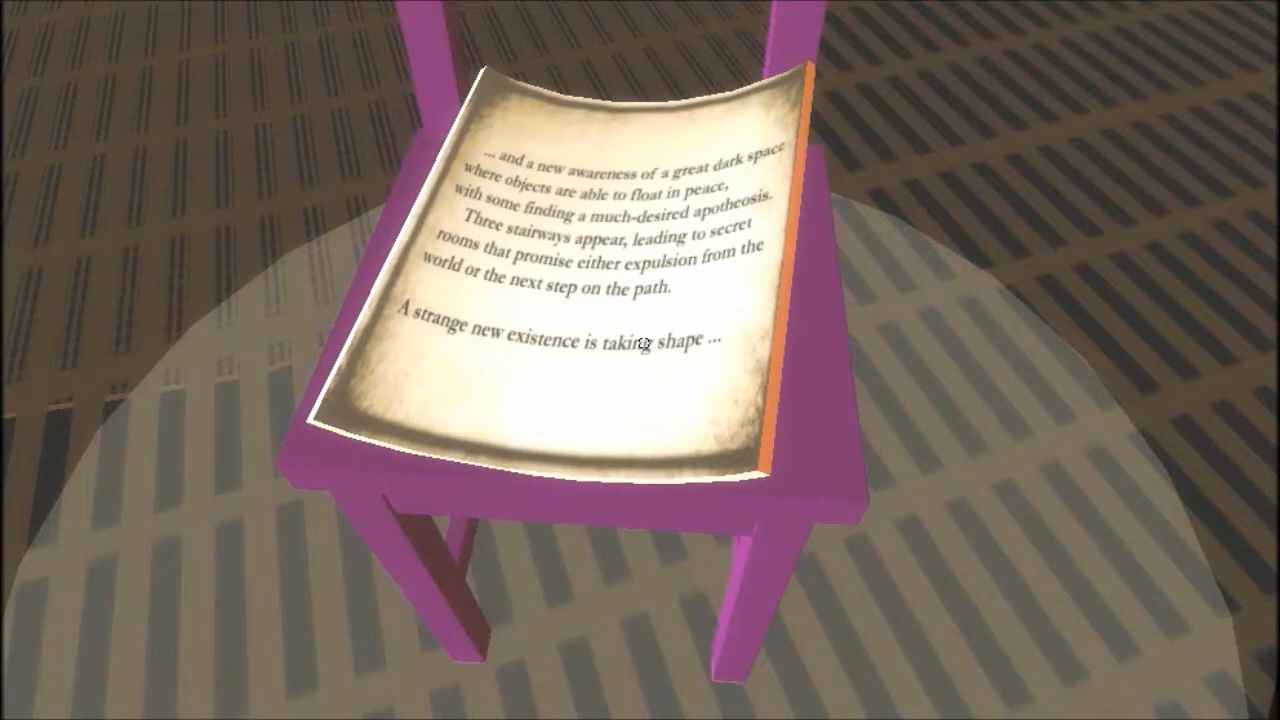 ... and a new awareness of a great dark space
where objects are able to float in peace,
with some finding a much-desired apotheosis.
Three stairways appear, leading to secret
rooms that promise either expulsion from the
world or the next step on the path.
A strange new existence is taking shape ...